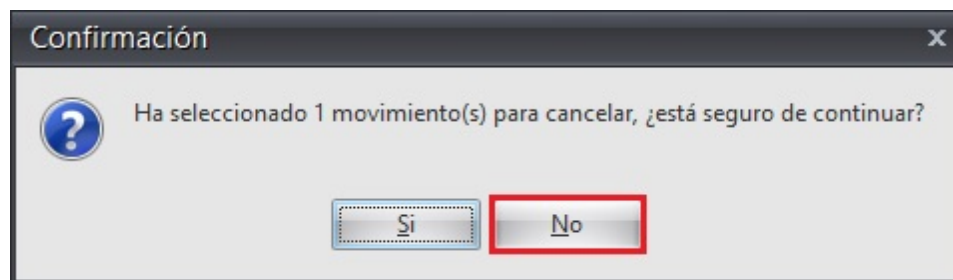 Confirmación
x
Ha seleccionado 1 movimiento(s) para cancelar, ¿está seguro de continuar?
Si
No